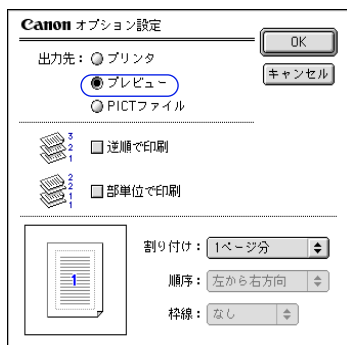 Canon オプション設定
OK
キャンセル
出力先: プリンタ
プレビュー
PICTファイル
3
2
1
逆順で印刷
2
2
1
1
部単位で印刷
1
割り付け: 1ページ分
順序: 左から右方向
枠線: なし